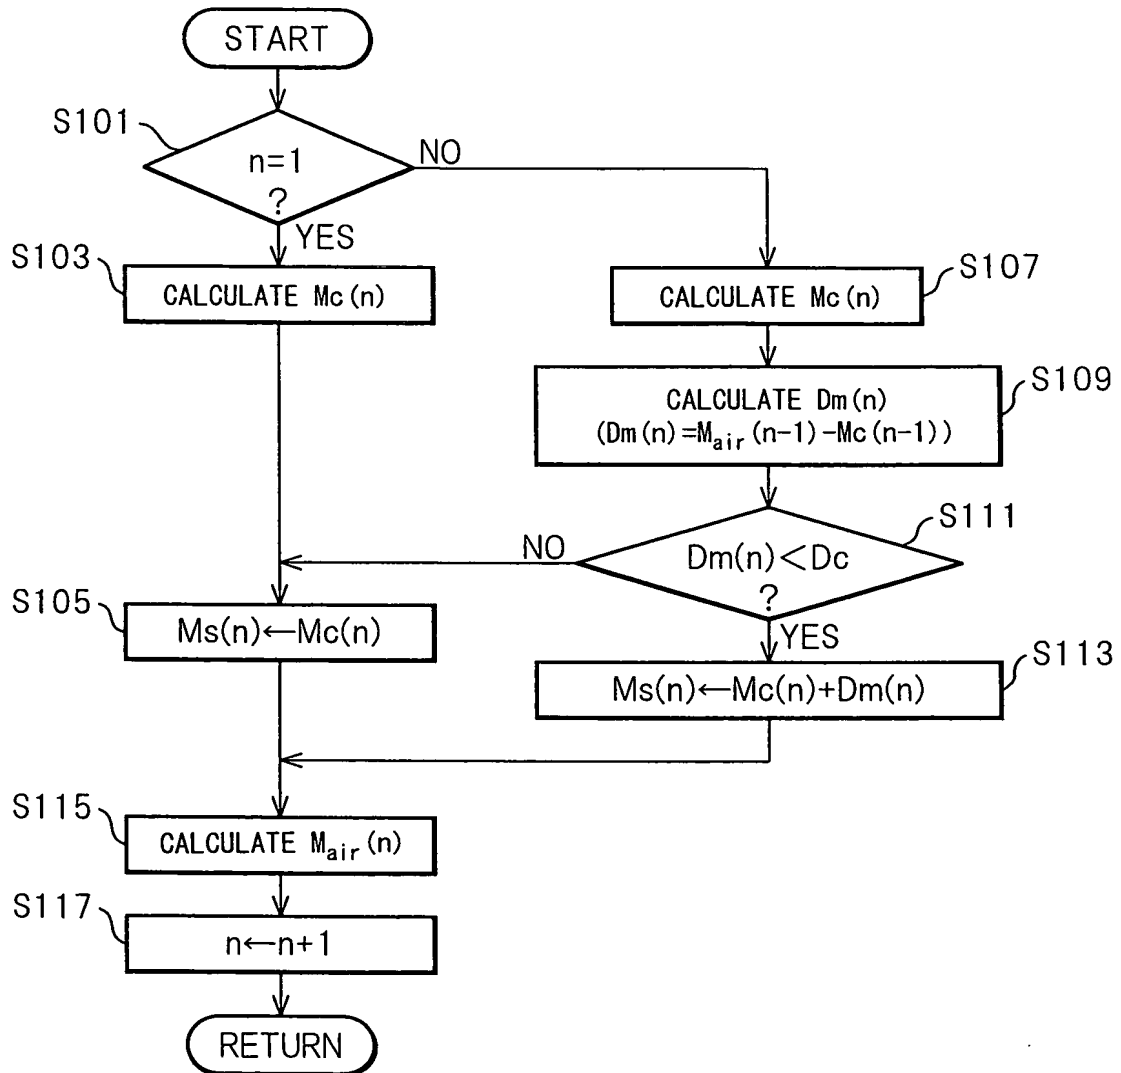 START
S101
n=1
?
NO
YES
S103
CALCULATE Mc(n)
S107
CALCULATE Mc(n)
S109
CALCULATE Dm(n)
(Dm(n)=Mair(n-1)-Mc(n-1))
S111
Dm(n)<Dc
?
NO
YES
S105
Ms(n)←Mc(n)
S113
Ms(n)←Mc(n)+Dm(n)
S115
CALCULATE Mair(n)
S117
n←n+1
RETURN